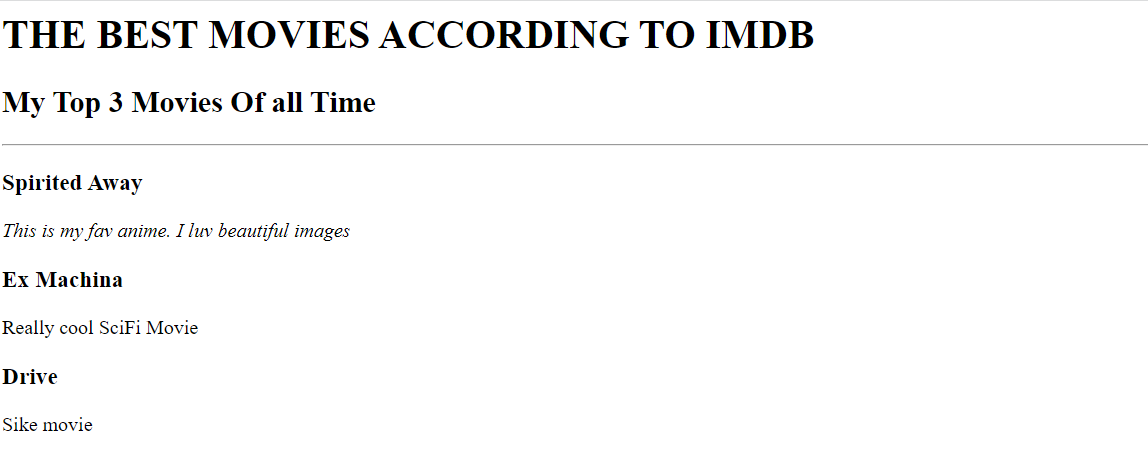 THE BEST MOVIES ACCORDING TO IMDB
My Top 3 Movies Of all Time
Spirited Away
This is my fav anime. I luv beautiful images
Ex Machina
Really cool SciFi Movie
Drive
Sike movie